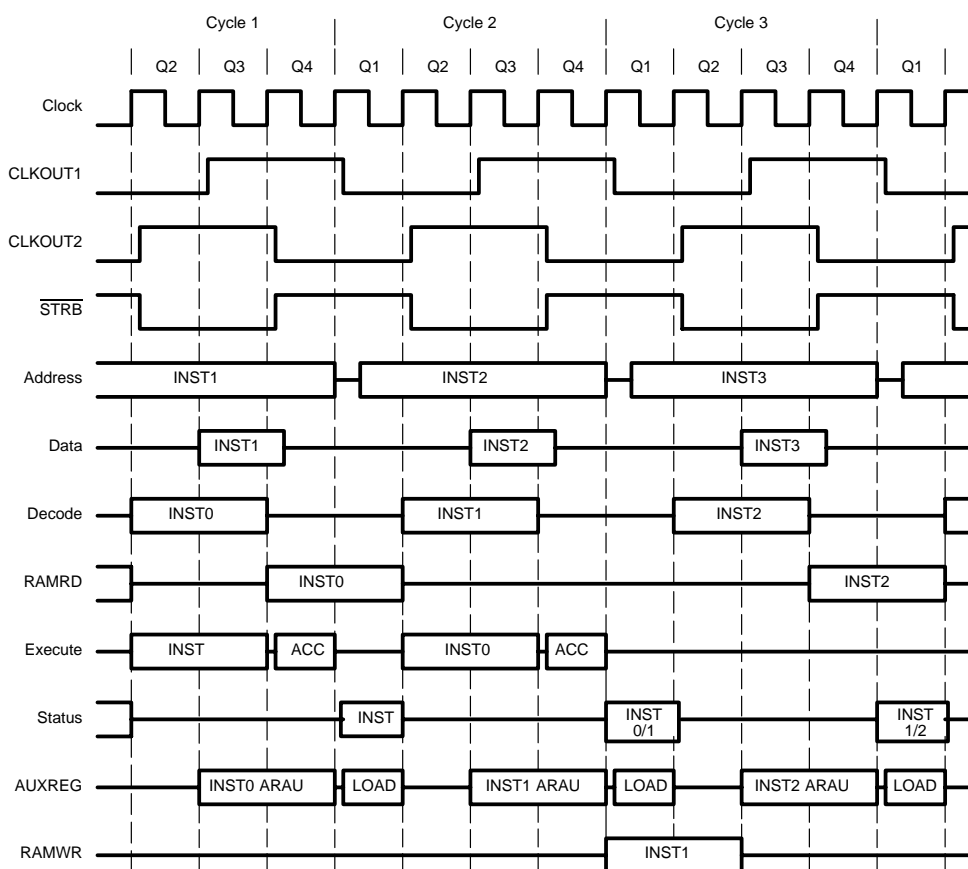 Cycle 1 Cycle 2 Cycle 3
Q2 Q3 Q4 Q1 Q2 Q3 Q4 Q1 Q2 Q3 Q4 Q1
Clock
CLKOUT1
CLKOUT2
STRB
Address INST1 INST2 INST3
Data INST1 INST2 INST3
Decode INST0 INST1 INST2
RAMRD INST0 INST2
Execute INST ACC INST0 ACC
Status INST INST 0/1 INST 1/2
AUXREG INST0 ARAU LOAD INST1 ARAU LOAD INST2 ARAU LOAD
RAMWR INST1